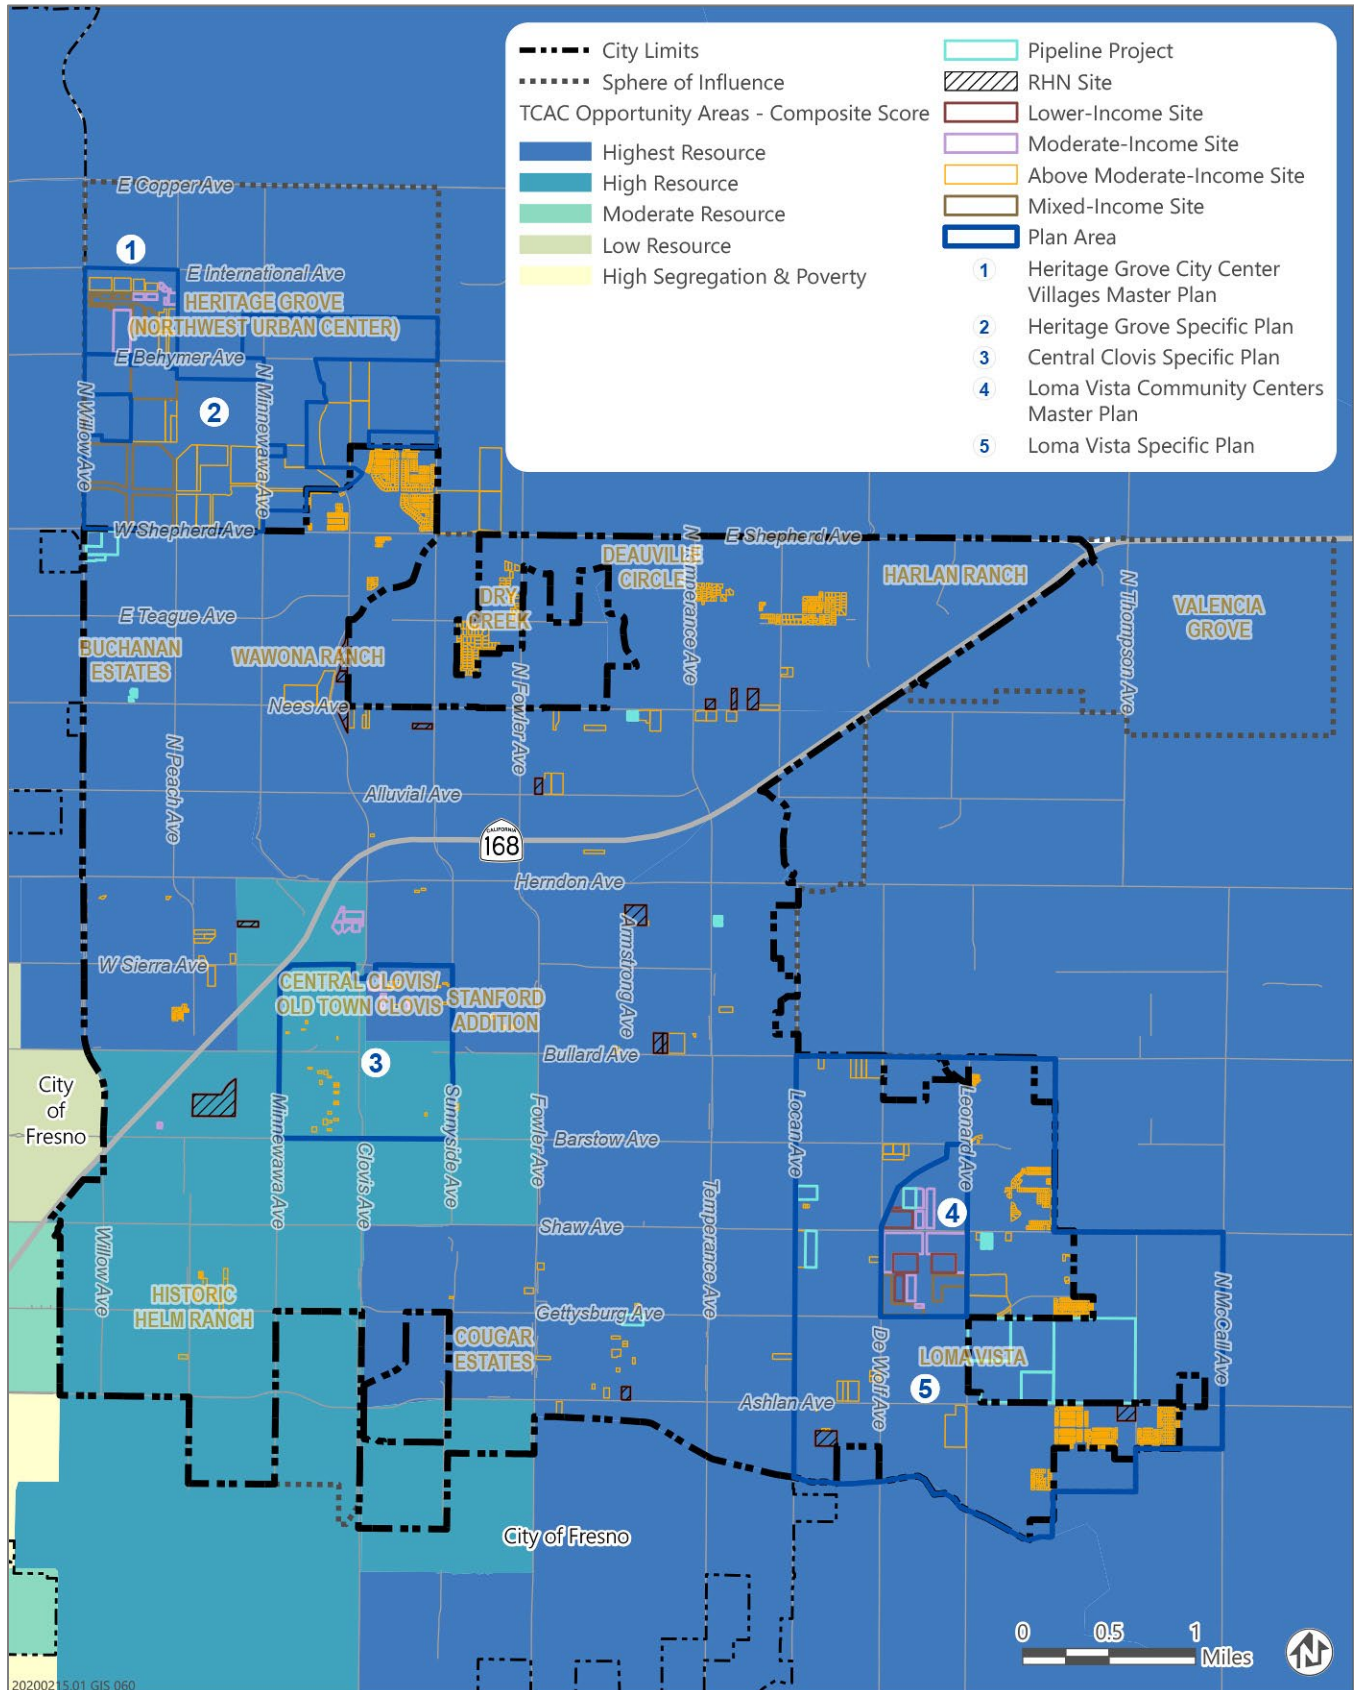 City Limits
Sphere of Influence
TCAC Opportunity Areas - Composite Score
Highest Resource
High Resource
Moderate Resource
Low Resource
High Segregation & Poverty
Pipeline Project
RHN Site
Lower-Income Site
Moderate-Income Site
Above Moderate-Income Site
Mixed-Income Site
Plan Area
1 Heritage Grove City Center
Villages Master Plan
2 Heritage Grove Specific Plan
3 Central Clovis Specific Plan
4 Loma Vista Community Centers
Master Plan
5 Loma Vista Specific Plan
E Copper Ave
1
E International Ave
HERITAGE GROVE
(NORTHWEST URBAN CENTER)
E Behymer Ave
N Willow Ave
2
N Minnewawa Ave
W Shepherd Ave
E Shepherd Ave
DEAUVILLE
CIRCLE
N Temperance Ave
HARLAN RANCH
N Thompson Ave
VALENCIA
GROVE
DRY
CREEK
E Teague Ave
BUCHANAN
ESTATES
WAWONA RANCH
Nees Ave
N Fowler Ave
N Peach Ave
Alluvial Ave
CALIFORNIA
168
Herndon Ave
Armstrong Ave
W Sierra Ave
CENTRAL CLOVIS/
OLD TOWN CLOVIS
STANFORD
ADDITION
3
Bullard Ave
City
of
Fresno
Minnewawa Ave
Clovis Ave
Sunnyside Ave
Fowler Ave
Barstow Ave
Locan Ave
Leonard Ave
4
Shaw Ave
Temperance Ave
Willow Ave
HISTORIC
HELM RANCH
Gettysburg Ave
COUGAR
ESTATES
De Wolf Ave
LOMA VISTA
5
N McCall Ave
Ashlan Ave
City of Fresno
0 0.5 1
Miles
N
20200215.01 GIS 060